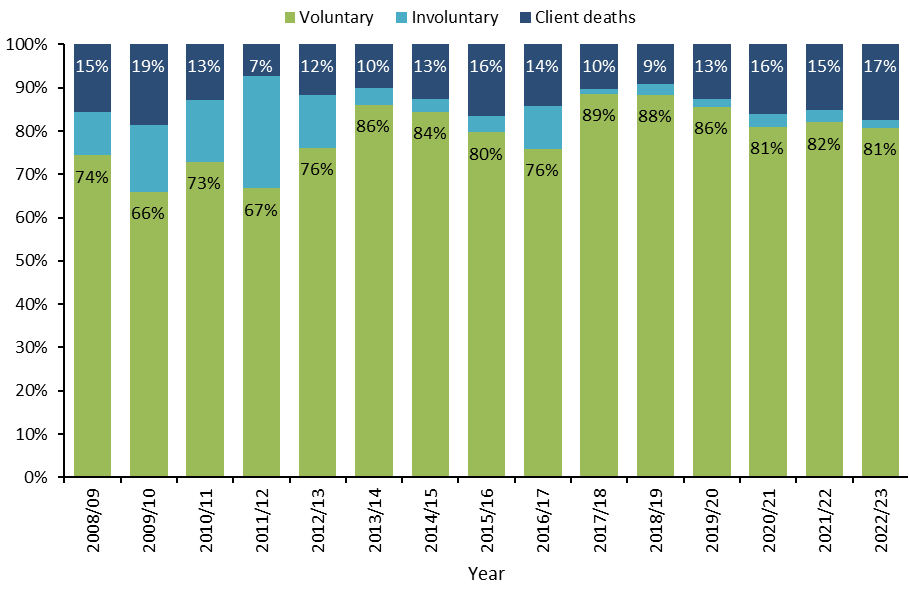 Voluntary Involuntary Client deaths
100%
90%
80%
70%
60%
50%
40%
30%
20%
10%
0%
15% 19% 13% 7% 12% 10% 13% 16% 14% 10% 9% 13% 16% 15% 17%
74% 66% 73% 67% 76% 86% 84% 80% 76% 89% 88% 86% 81% 82% 81%
2008/09 2009/10 2010/11 2011/12 2012/13 2013/14 2014/15 2015/16 2016/17 2017/18 2018/19 2019/20 2020/21 2021/22 2022/23
Year